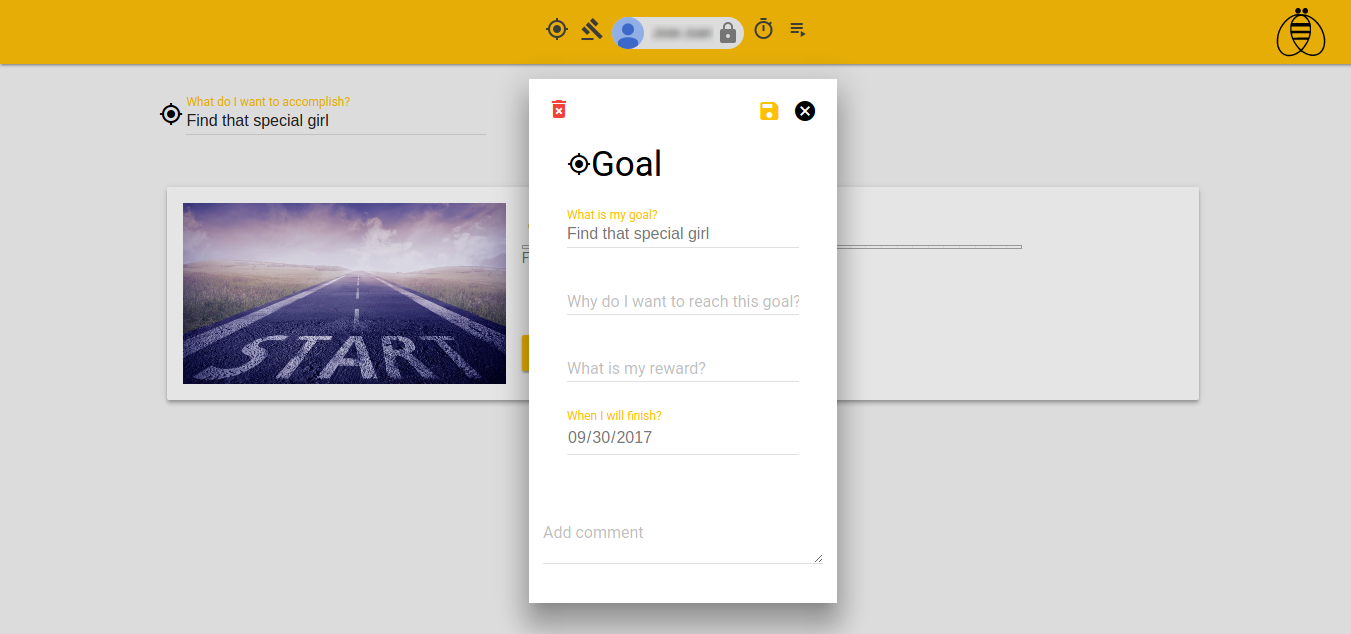 What do I want to accomplish?
Find that special girl
START
Goal
What is my goal?
Find that special girl
Why do I want to reach this goal?
What is my reward?
When I will finish?
09/30/2017
Add comment